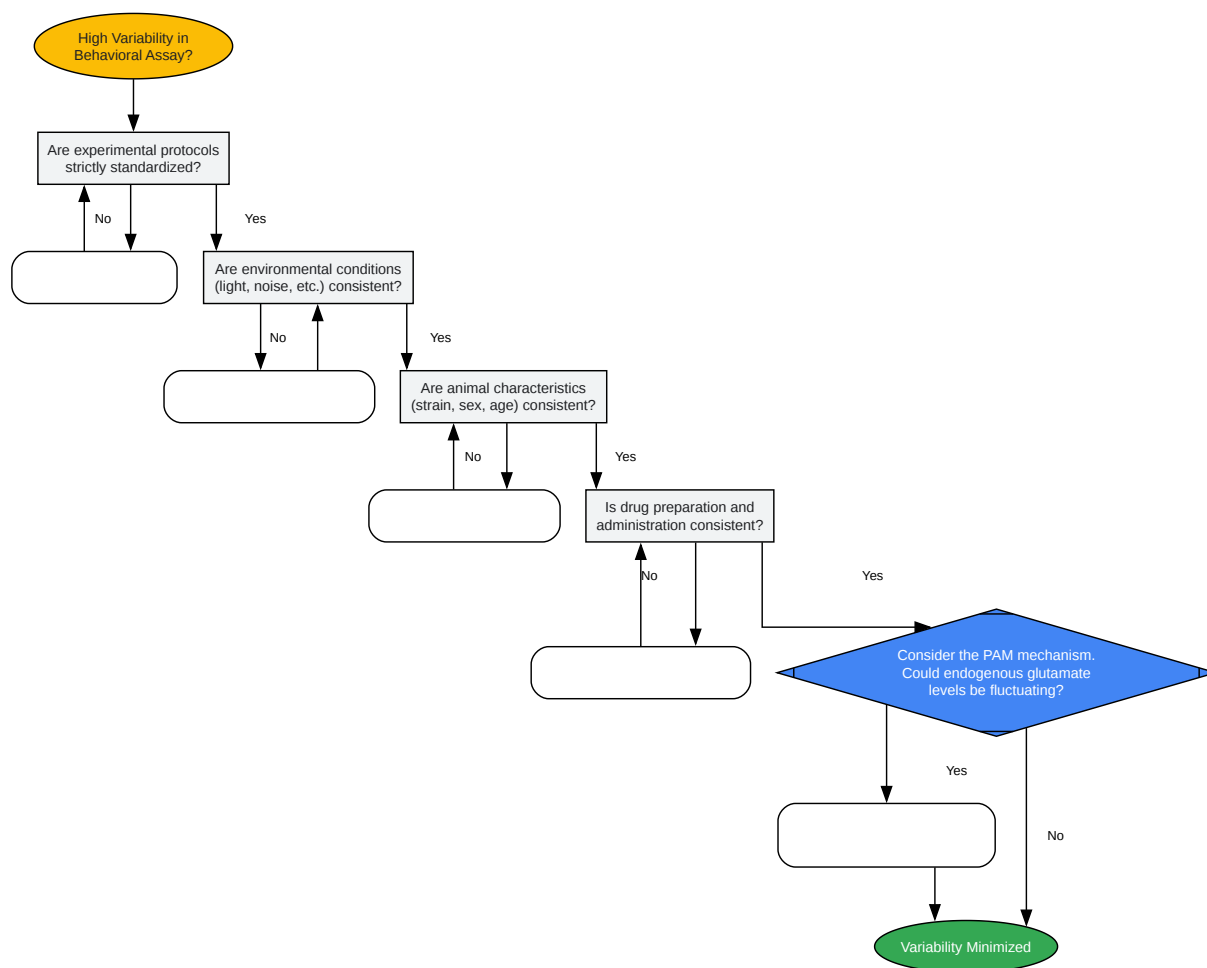 High Variability in
Behavioral Assay?
Are experimental protocols
strictly standardized?
No
Yes
Are environmental conditions
(light, noise, etc.) consistent?
No
Yes
Are animal characteristics
(strain, sex, age) consistent?
No
Yes
Is drug preparation and
administration consistent?
No
Yes
Consider the PAM mechanism.
Could endogenous glutamate
levels be fluctuating?
Yes
No
Variability Minimized